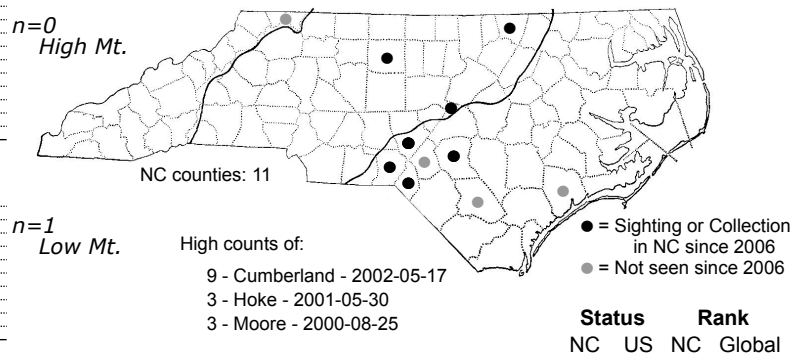 n=0
High Mt.
NC counties: 11
n=1
Low Mt.
High counts of:
9 - Cumberland - 2002-05-17
3 - Hoke - 2001-05-30
3 - Moore - 2000-08-25
● = Sighting or Collection
in NC since 2006
● = Not seen since 2006
Status Rank
NC US NC Global